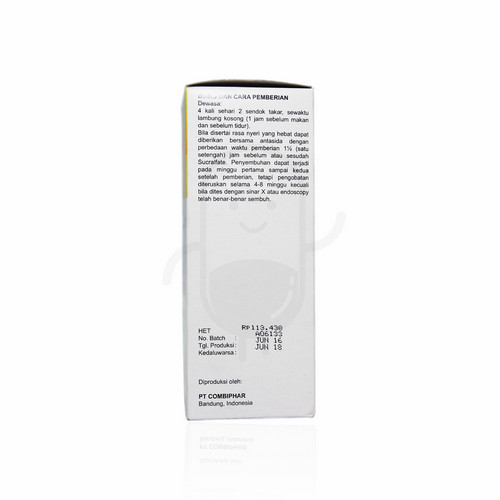 DOSIS DAN CARA PEMBERIAN
Dewasa:
4 kali sehari 2 sendok takar, sewaktu
lambung kosong (1 jam sebelum makan
dan sebelum tidur).
Bila disertai rasa nyeri yang hebat dapat
diberikan bersama antasida dengan
perbedaan waktu pemberian 1½ (satu
setengah) jam sebelum atau sesudah
Sucralfate. Penyembuhan dapat terjadi
pada minggu pertama sampai kedua
setelah pemberian, tetapi pengobatan
diteruskan selama 4-8 minggu kecuali
bila dites dengan sinar X atau endoscopy
telah benar-benar sembuh.
HET RP113.430
No. Batch : A06133
Tgl. Produksi : JUN 16
Kedaluwarsa : JUN 18
Diproduksi oleh:
PT COMBIPHAR
Bandung, Indonesia